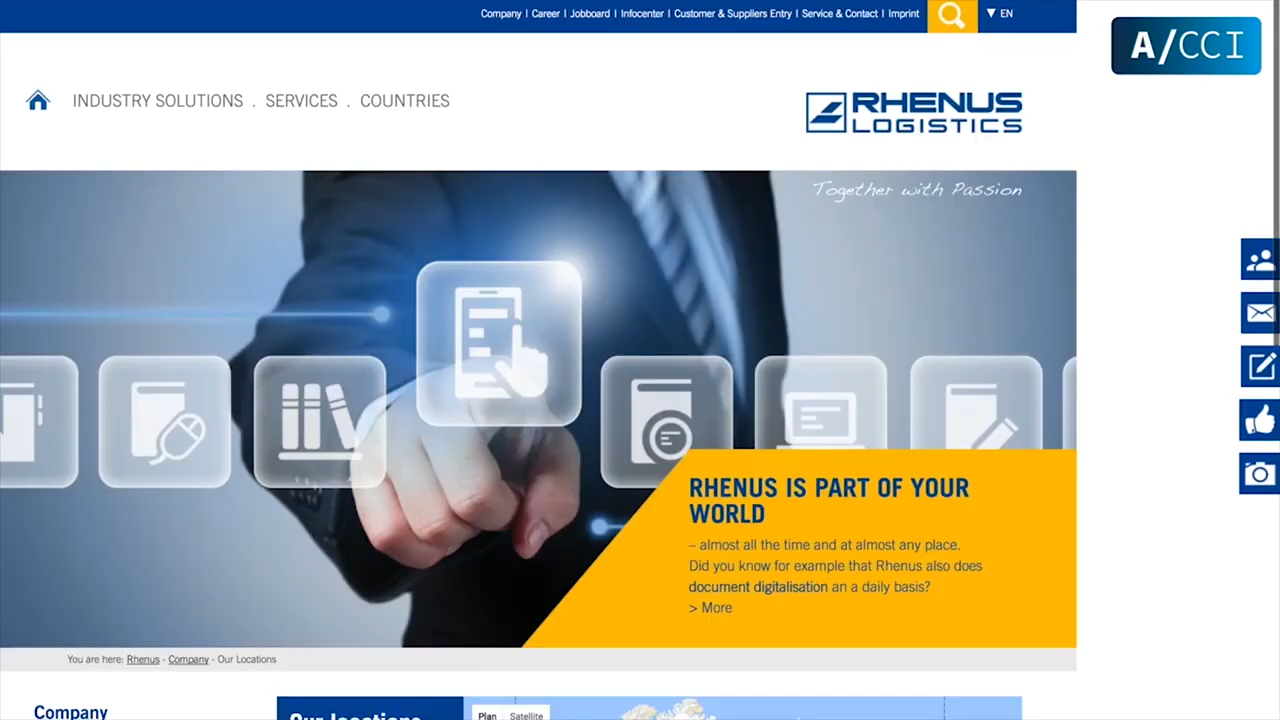 Company | Career | Jobboard | Infocenter | Customer & Suppliers Entry | Service & Contact | Imprint
▼ EN
A/CCI
INDUSTRY SOLUTIONS . SERVICES . COUNTRIES
RHENUS
LOGISTICS
Together with Passion
RHENUS IS PART OF YOUR
WORLD
– almost all the time and at almost any place.
Did you know for example that Rhenus also does
document digitalisation an a daily basis?
> More
You are here: Rhenus - Company - Our Locations
Company
Our locations
Plan
Satellite